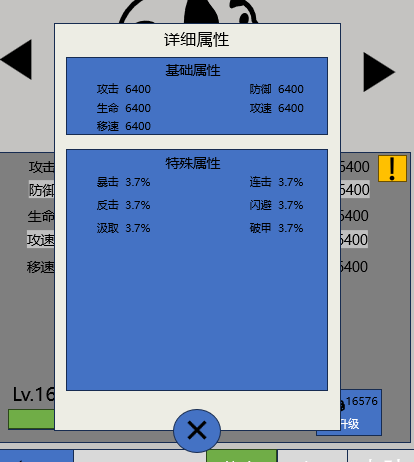 详细属性
基础属性
攻击 6400 防御 6400
生命 6400 攻速 6400
移速 6400
特殊属性
暴击 3.7% 连击 3.7%
反击 3.7% 闪避 3.7%
汲取 3.7% 破甲 3.7%
攻击 6400 !
防御 6400
生命 6400
攻速 6400
移速 6400
Lv.16
16576
升级